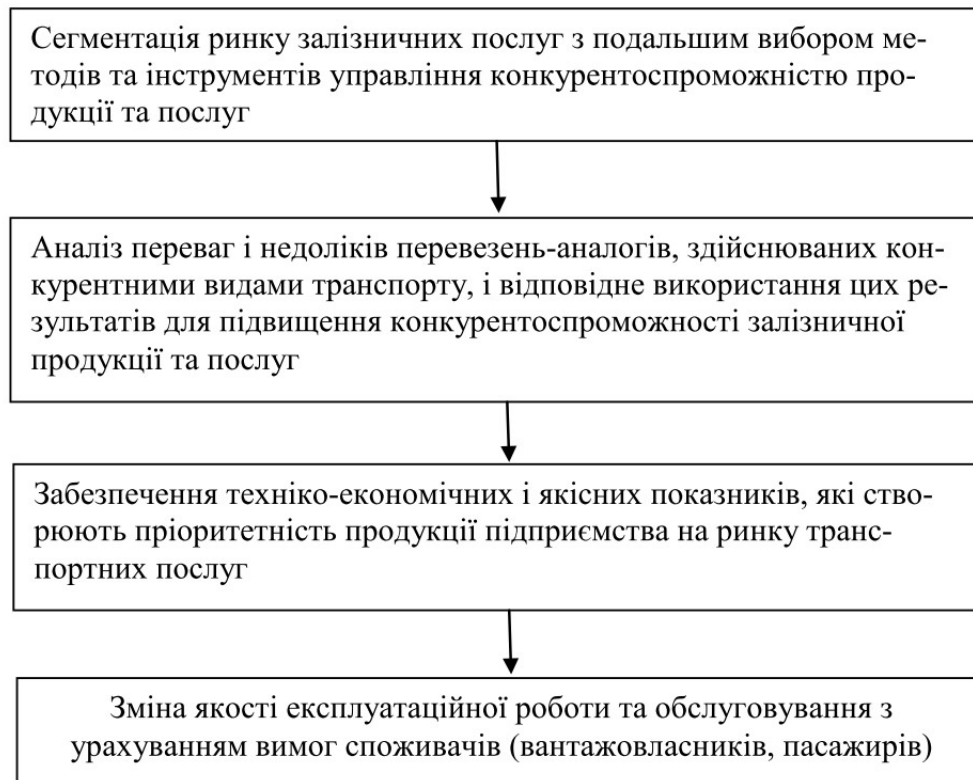 Сегментація ринку залізничних послуг з подальшим вибором ме-
тодів та інструментів управління конкурентоспроможністю про-
дукції та послуг
Аналіз переваг і недоліків перевезень-аналогів, здійснюваних кон-
курентними видами транспорту, і відповідне використання цих ре-
зультатів для підвищення конкурентоспроможності залізничної
продукції та послуг
Забезпечення техніко-економічних і якісних показників, які ство-
рюють пріоритетність продукції підприємства на ринку транс-
портних послуг
Зміна якості експлуатаційної роботи та обслуговування з
урахуванням вимог споживачів (вантажовласників, пасажирів)